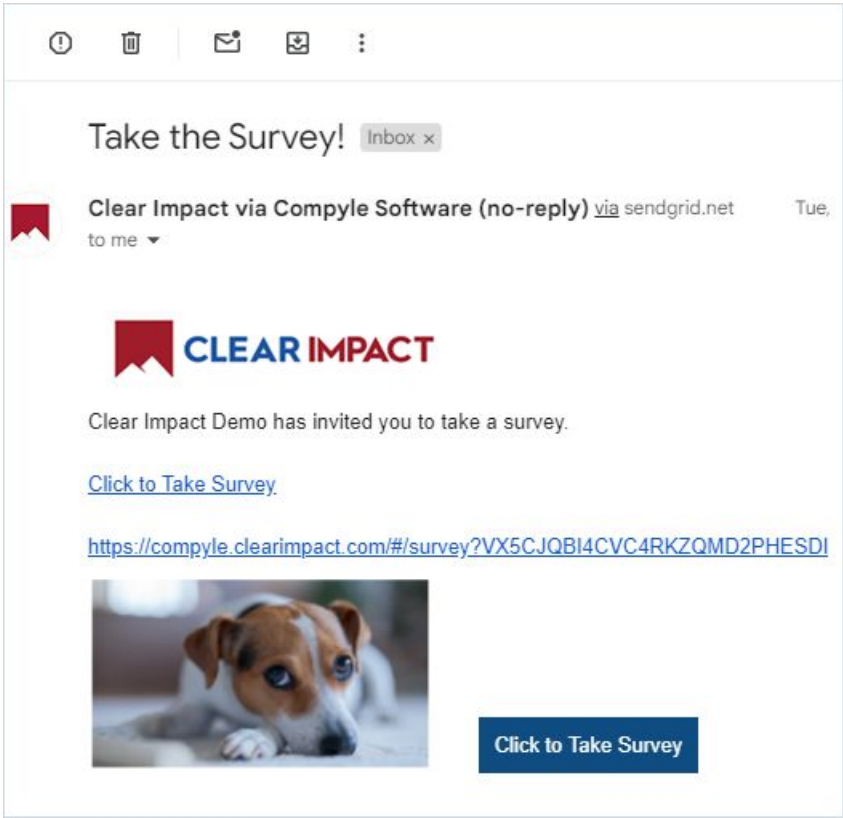 Take the Survey! Inbox ×
Clear Impact via Compyle Software (no-reply) via sendgrid.net Tue,
to me
CLEAR IMPACT
Clear Impact Demo has invited you to take a survey.
Click to Take Survey
https://compyle.clearimpact.com/#/survey?VX5CJQBI4CVC4RKZQMD2PHESDI
Click to Take Survey